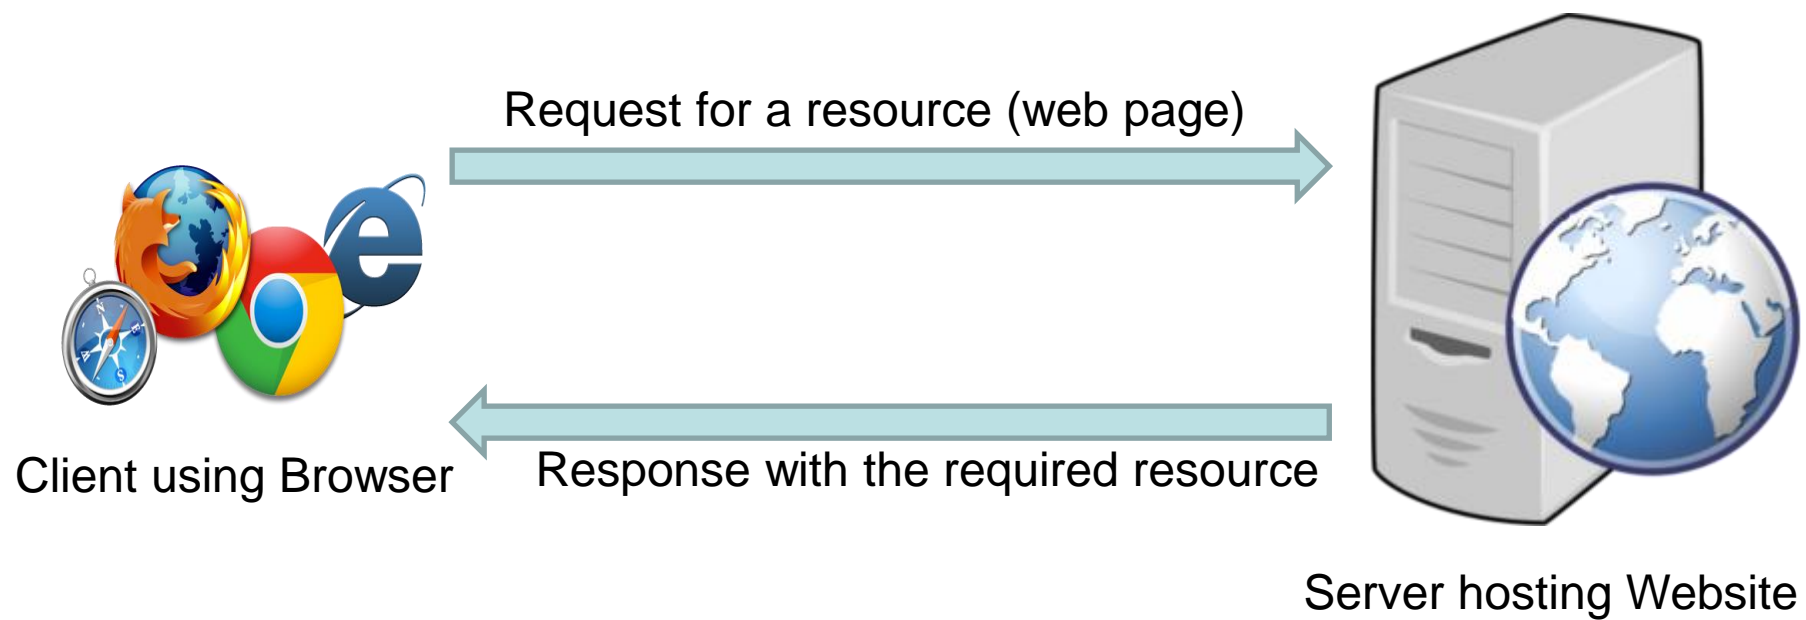 Request for a resource (web page)
Client using Browser
Response with the required resource
Server hosting Website